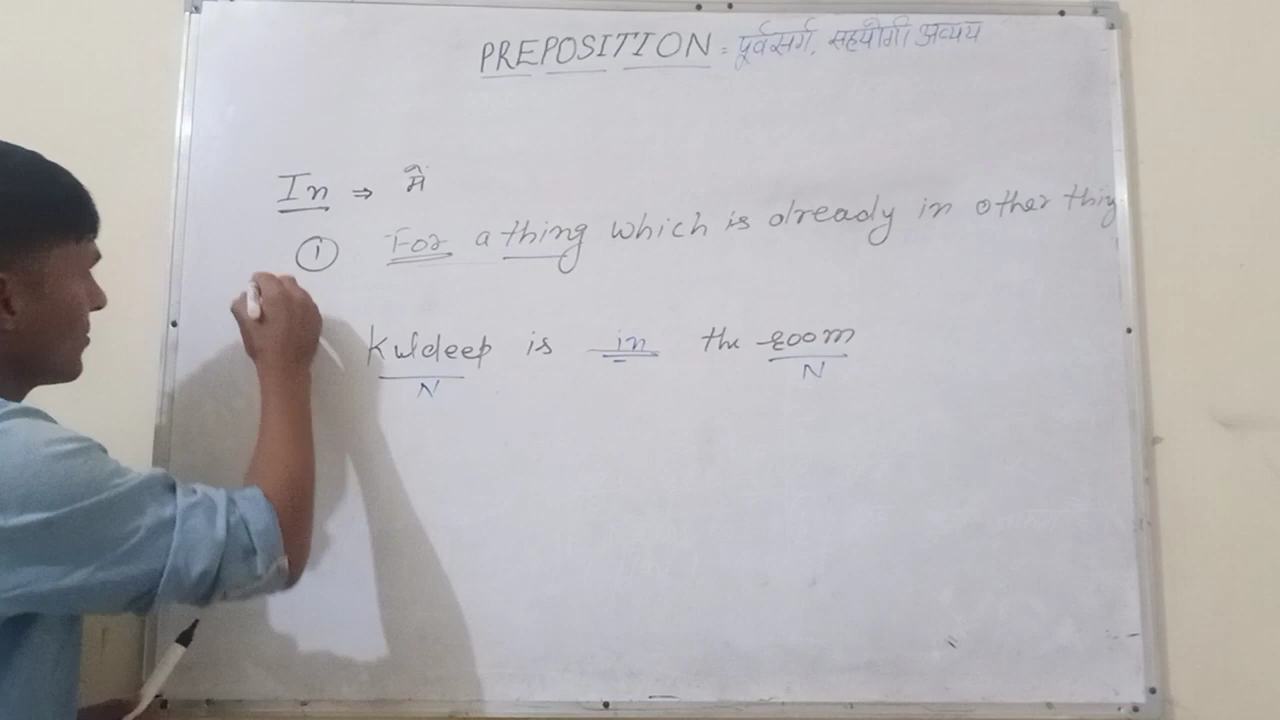 PREPOSITION = पूर्वसर्ग, सहयोगी अव्यय
In ⇒ में
① For a thing which is already in other thing
Kuldeep is in the room
N N